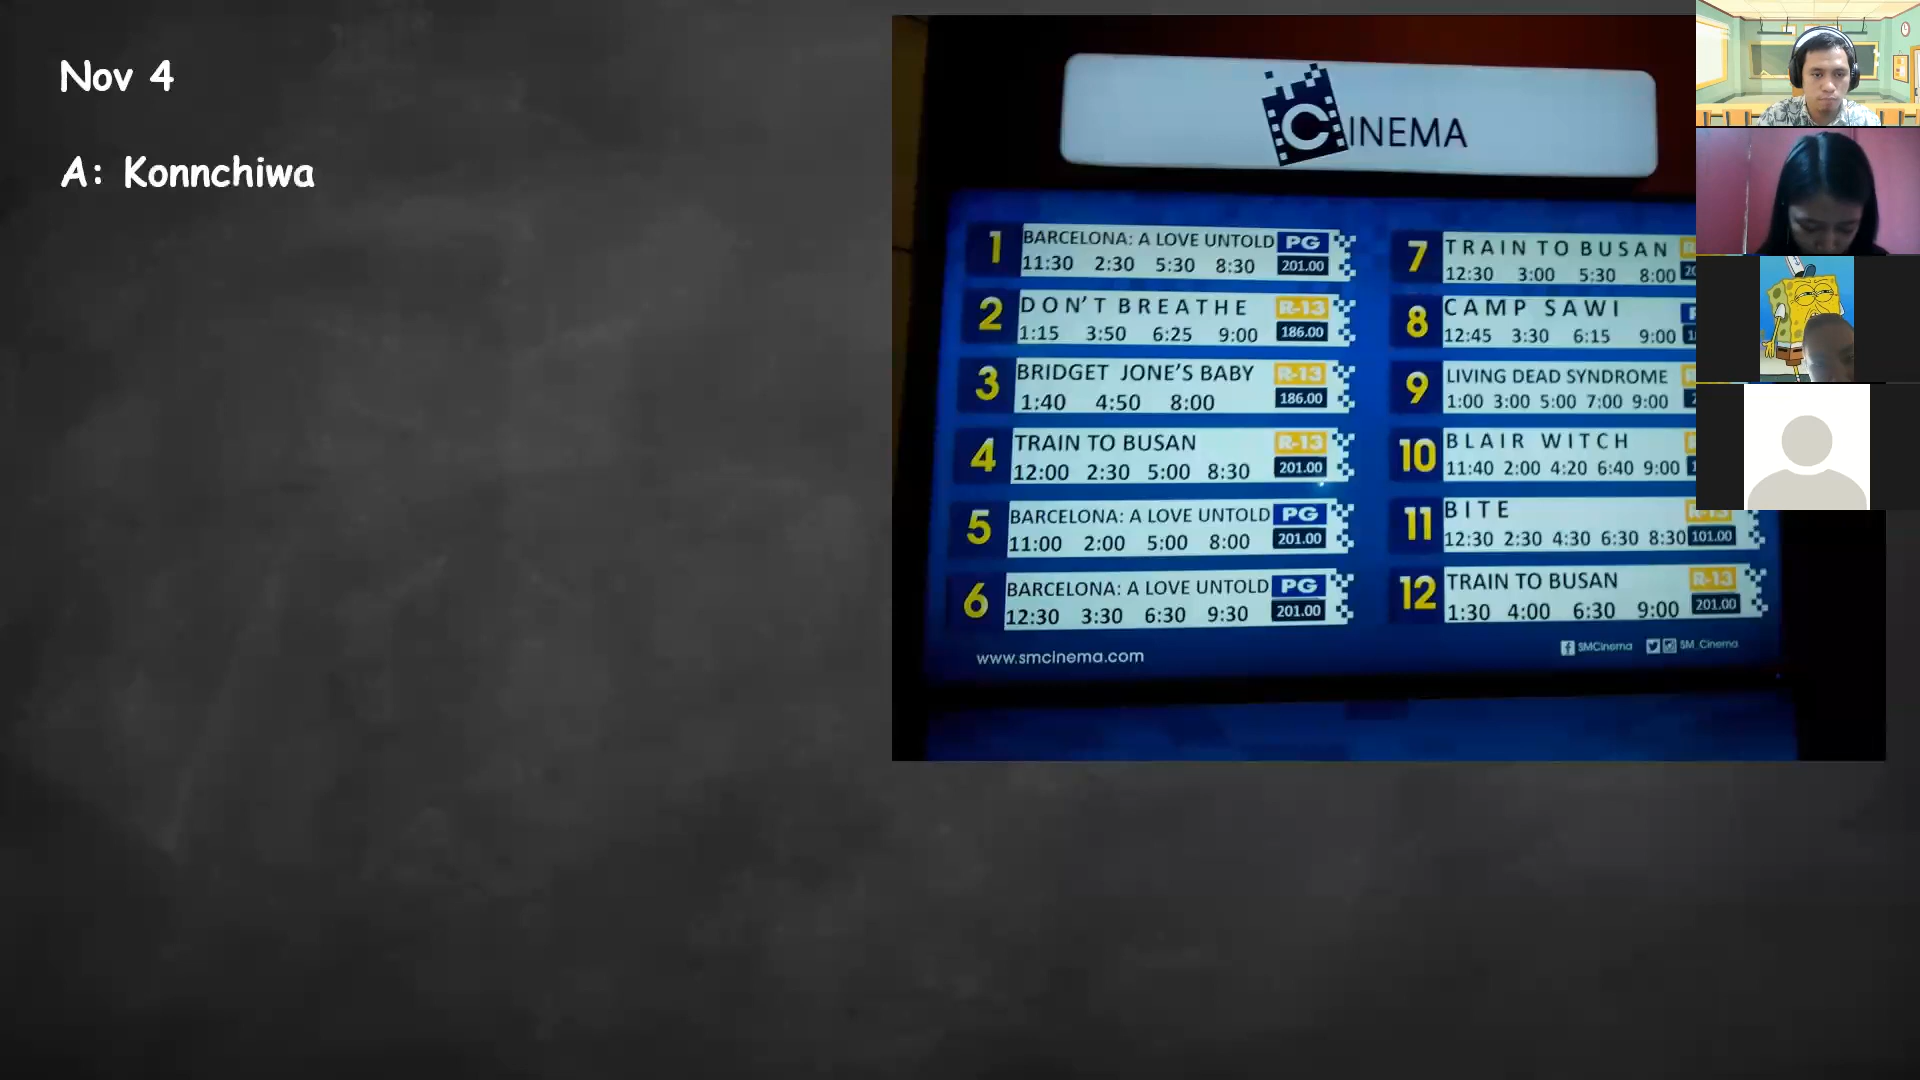 Nov 4
A: Konnchiwa
CINEMA
1 BARCELONA: A LOVE UNTOLD PG
11:30 2:30 5:30 8:30 201.00
2 DON'T BREATHE R-13
1:15 3:50 6:25 9:00 186.00
3 BRIDGET JONE'S BABY R-13
1:40 4:50 8:00 186.00
4 TRAIN TO BUSAN R-13
12:00 2:30 5:00 8:30 201.00
5 BARCELONA: A LOVE UNTOLD PG
11:00 2:00 5:00 8:00 201.00
6 BARCELONA: A LOVE UNTOLD PG
12:30 3:30 6:30 9:30 201.00
www.smcinema.com
7 TRAIN TO BUSAN
12:30 3:00 5:30 8:00
8 CAMP SAWI
12:45 3:30 6:15 9:00
9 LIVING DEAD SYNDROME
1:00 3:00 5:00 7:00 9:00
10 BLAIR WITCH
11:40 2:00 4:20 6:40 9:00
11 BITE
12:30 2:30 4:30 6:30 8:30 101.00
12 TRAIN TO BUSAN R-13
1:30 4:00 6:30 9:00 201.00
SMCinema SM_Cinema